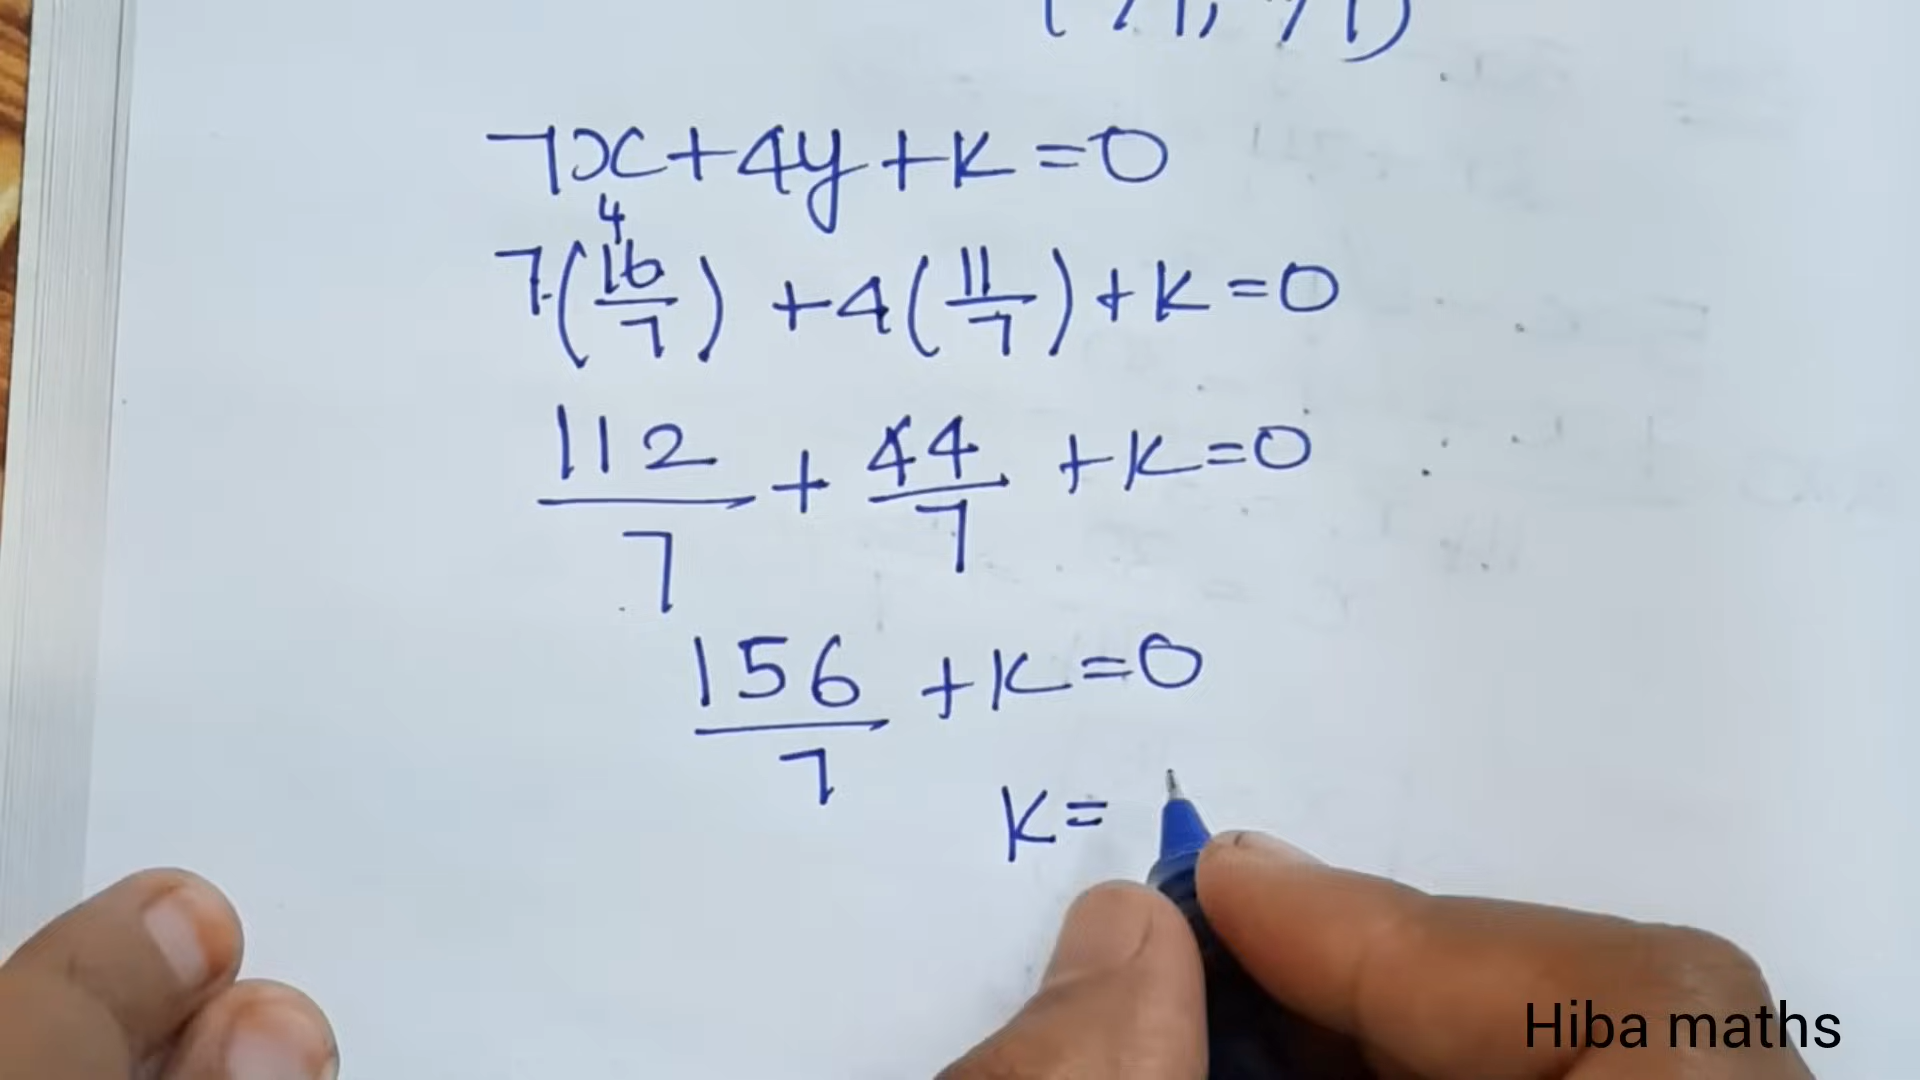 7x+4y+k=0
4
7.(16/7) +4(11/7)+k=0
112/7 + 44/7 +k=0
156/7 +k=0
k=
Hiba maths